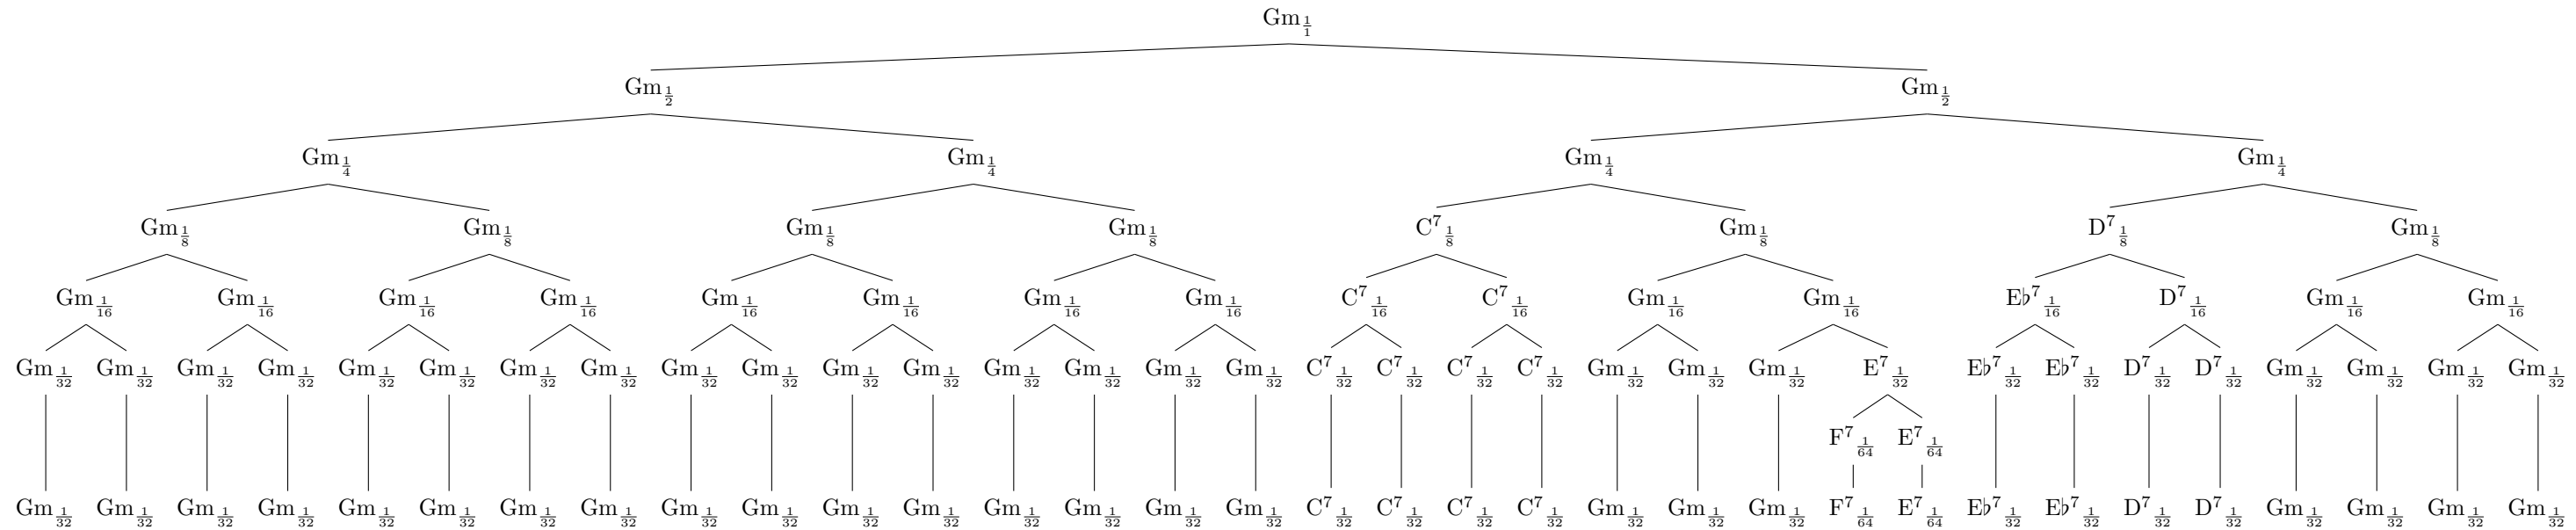 Gm 1/1
Gm 1/2 Gm 1/2
Gm 1/4 Gm 1/4 Gm 1/4 Gm 1/4
Gm 1/8 Gm 1/8 Gm 1/8 Gm 1/8 C7 1/8 Gm 1/8 D7 1/8 Gm 1/8
Gm 1/16 Gm 1/16 Gm 1/16 Gm 1/16 Gm 1/16 Gm 1/16 Gm 1/16 Gm 1/16 C7 1/16 C7 1/16 Gm 1/16 Gm 1/16 E♭7 1/16 D7 1/16 Gm 1/16 Gm 1/16
Gm 1/32 Gm 1/32 Gm 1/32 Gm 1/32 Gm 1/32 Gm 1/32 Gm 1/32 Gm 1/32 Gm 1/32 Gm 1/32 Gm 1/32 Gm 1/32 Gm 1/32 Gm 1/32 Gm 1/32 Gm 1/32 C7 1/32 C7 1/32 C7 1/32 C7 1/32 Gm 1/32 Gm 1/32 Gm 1/32 E7 1/32 E♭7 1/32 E♭7 1/32 D7 1/32 D7 1/32 Gm 1/32 Gm 1/32 Gm 1/32 Gm 1/32
F7 1/64 E7 1/64
Gm 1/32 Gm 1/32 Gm 1/32 Gm 1/32 Gm 1/32 Gm 1/32 Gm 1/32 Gm 1/32 Gm 1/32 Gm 1/32 Gm 1/32 Gm 1/32 Gm 1/32 Gm 1/32 Gm 1/32 Gm 1/32 C7 1/32 C7 1/32 C7 1/32 C7 1/32 Gm 1/32 Gm 1/32 Gm 1/32 F7 1/64 E7 1/64 E♭7 1/32 E♭7 1/32 D7 1/32 D7 1/32 Gm 1/32 Gm 1/32 Gm 1/32 Gm 1/32